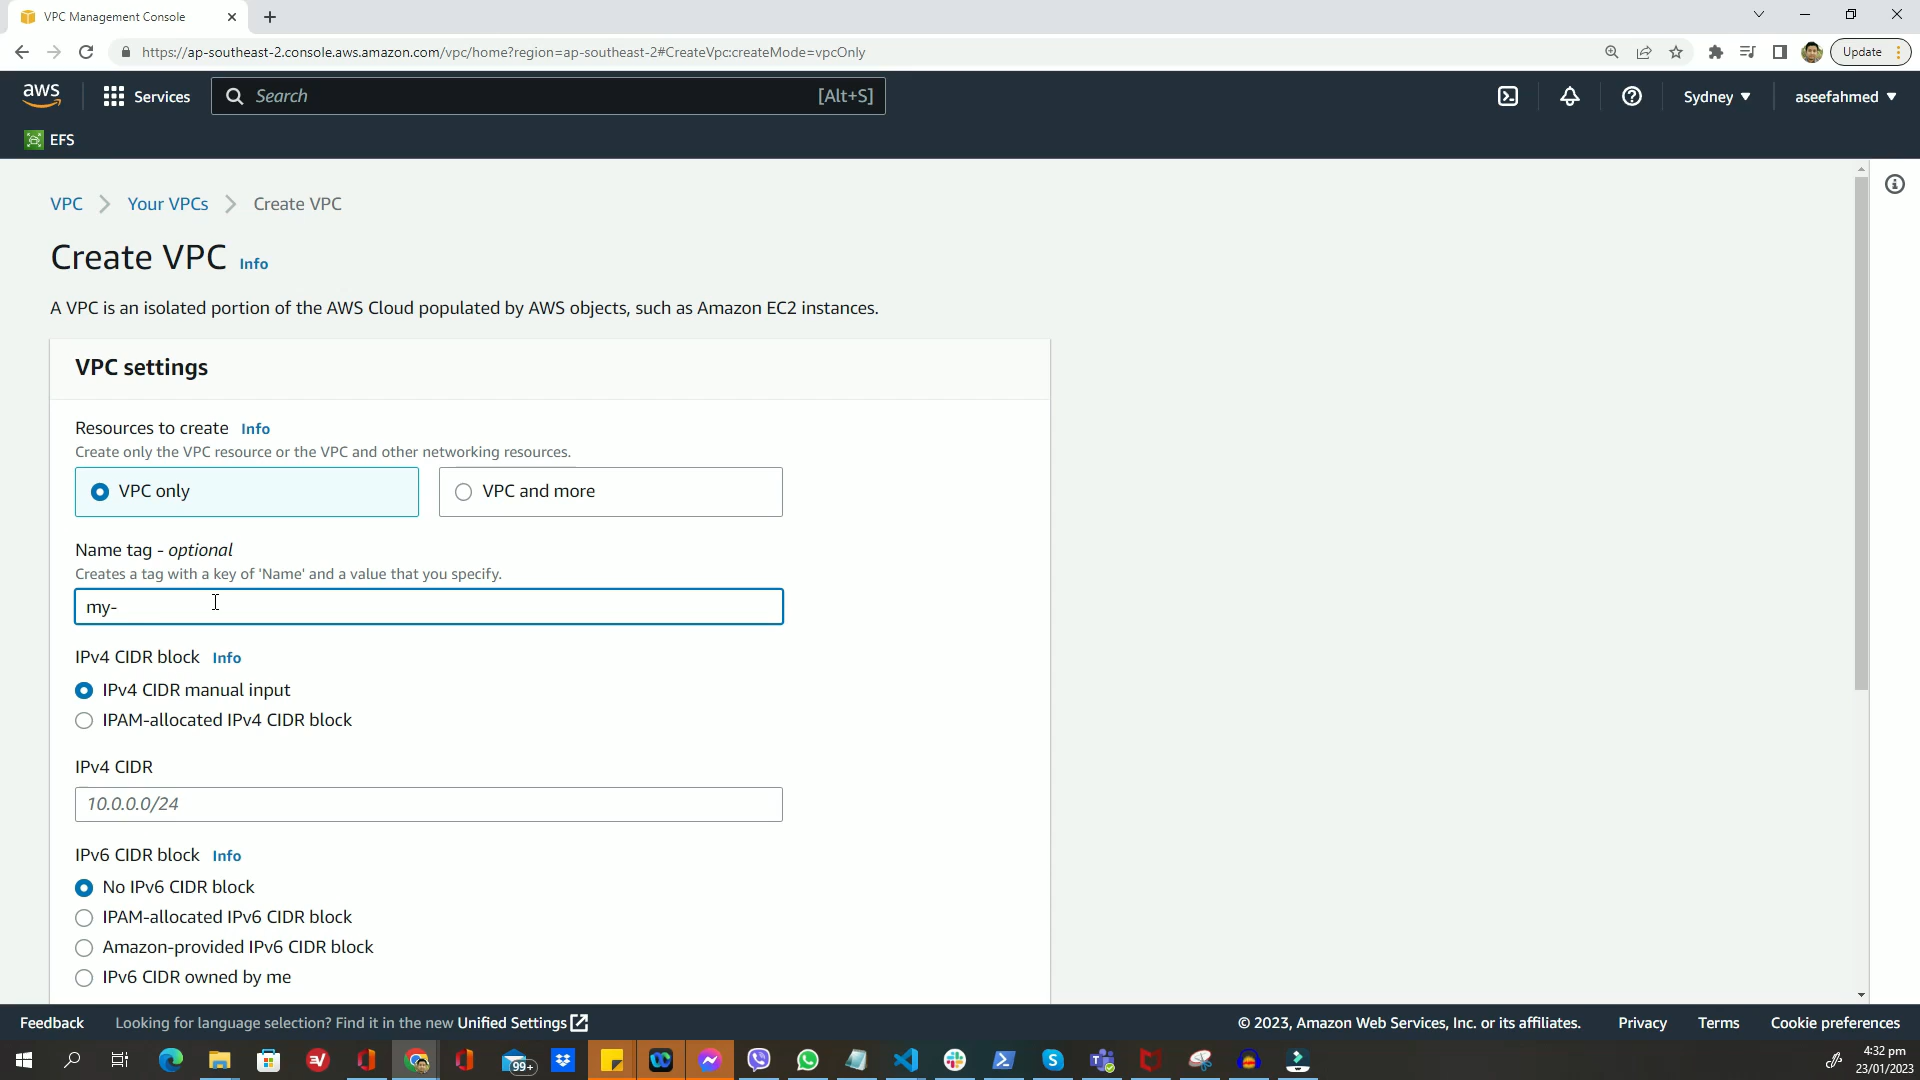 VPC Management Console
https://ap-southeast-2.console.aws.amazon.com/vpc/home?region=ap-southeast-2#CreateVpc:createMode=vpcOnly
Update
aws
Services
Search
[Alt+S]
Sydney
aseefahmed
EFS
VPC
Your VPCs
Create VPC
Create VPC Info
A VPC is an isolated portion of the AWS Cloud populated by AWS objects, such as Amazon EC2 instances.
VPC settings
Resources to create Info
Create only the VPC resource or the VPC and other networking resources.
VPC only
VPC and more
Name tag - optional
Creates a tag with a key of 'Name' and a value that you specify.
my-
IPv4 CIDR block Info
IPv4 CIDR manual input
IPAM-allocated IPv4 CIDR block
IPv4 CIDR
10.0.0.0/24
IPv6 CIDR block Info
No IPv6 CIDR block
IPAM-allocated IPv6 CIDR block
Amazon-provided IPv6 CIDR block
IPv6 CIDR owned by me
Feedback
Looking for language selection? Find it in the new Unified Settings
© 2023, Amazon Web Services, Inc. or its affiliates.
Privacy
Terms
Cookie preferences
99+
4:32 pm
23/01/2023